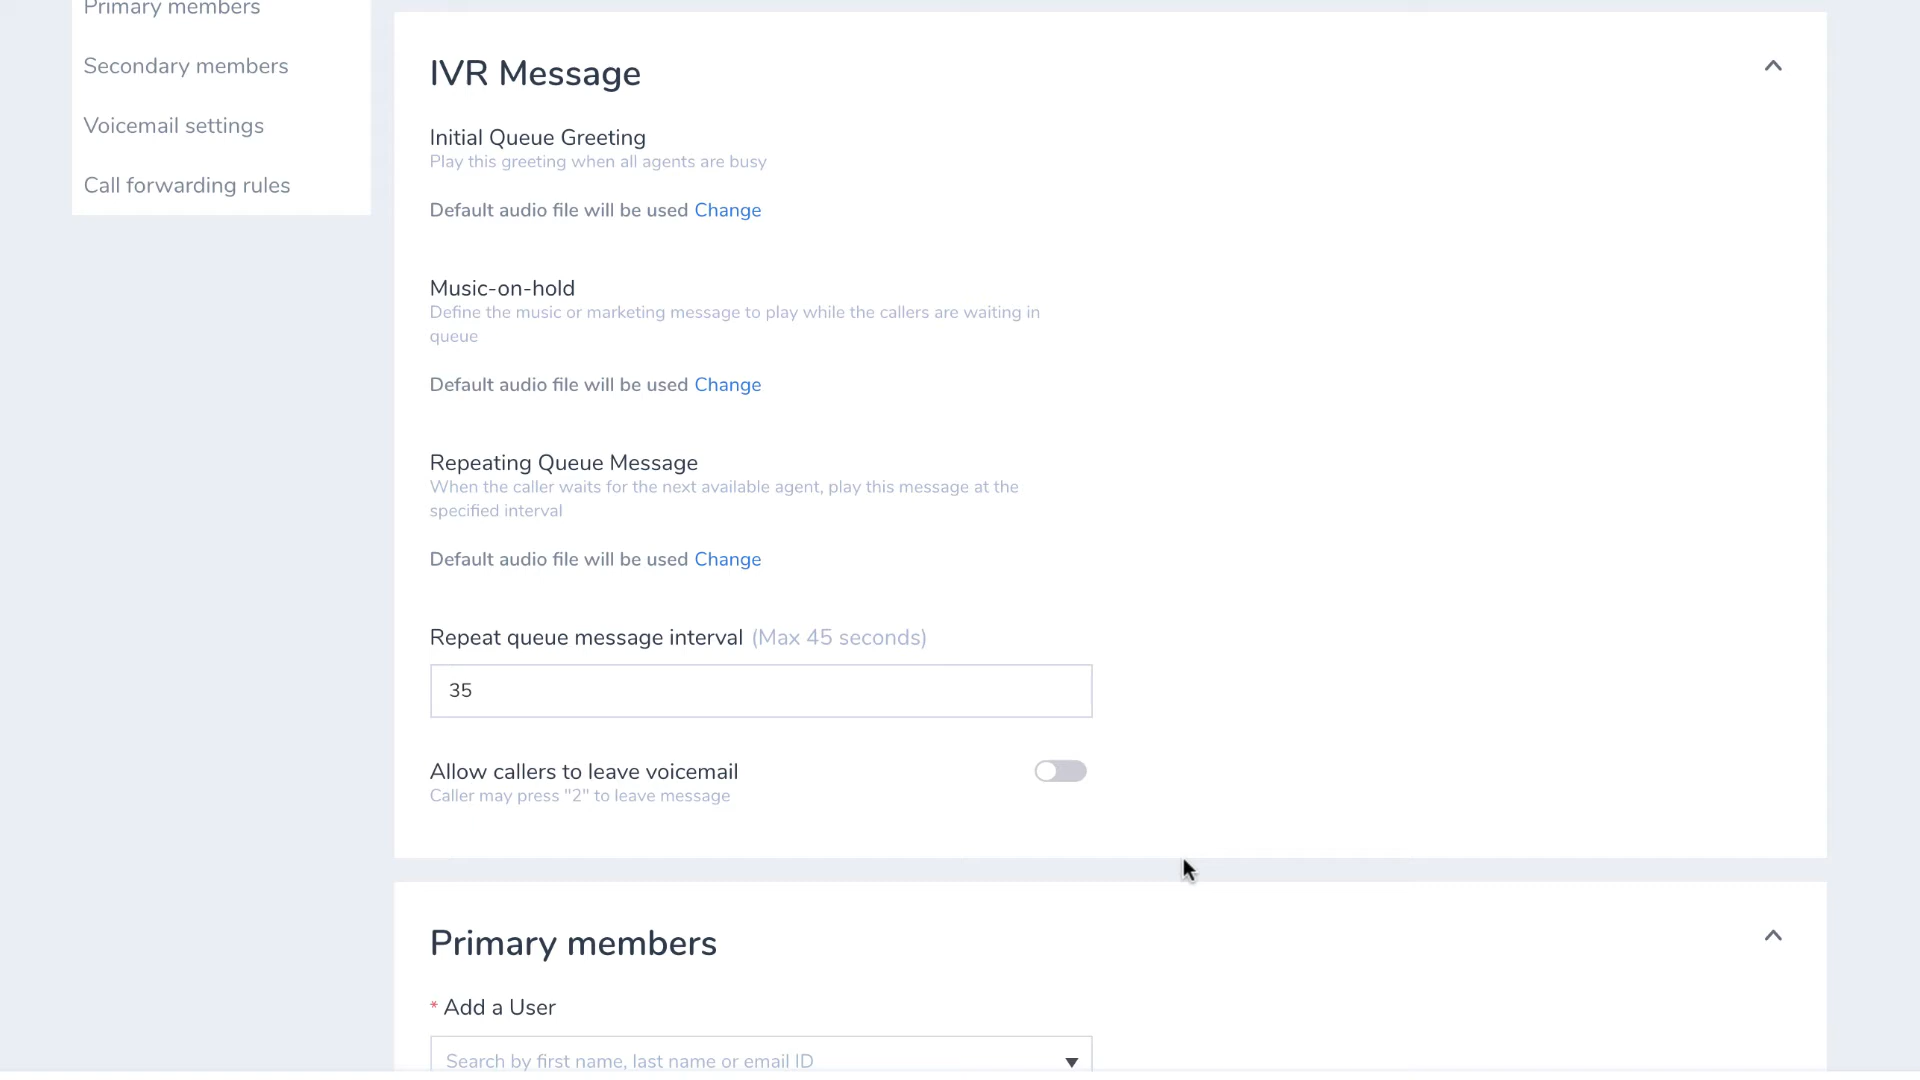 Primary members
Secondary members
Voicemail settings
Call forwarding rules
IVR Message
Initial Queue Greeting
Play this greeting when all agents are busy
Default audio file will be used Change
Music-on-hold
Define the music or marketing message to play while the callers are waiting in
queue
Default audio file will be used Change
Repeating Queue Message
When the caller waits for the next available agent, play this message at the
specified interval
Default audio file will be used Change
Repeat queue message interval (Max 45 seconds)
35
Allow callers to leave voicemail
Caller may press "2" to leave message
Primary members
* Add a User
Search by first name, last name or email ID